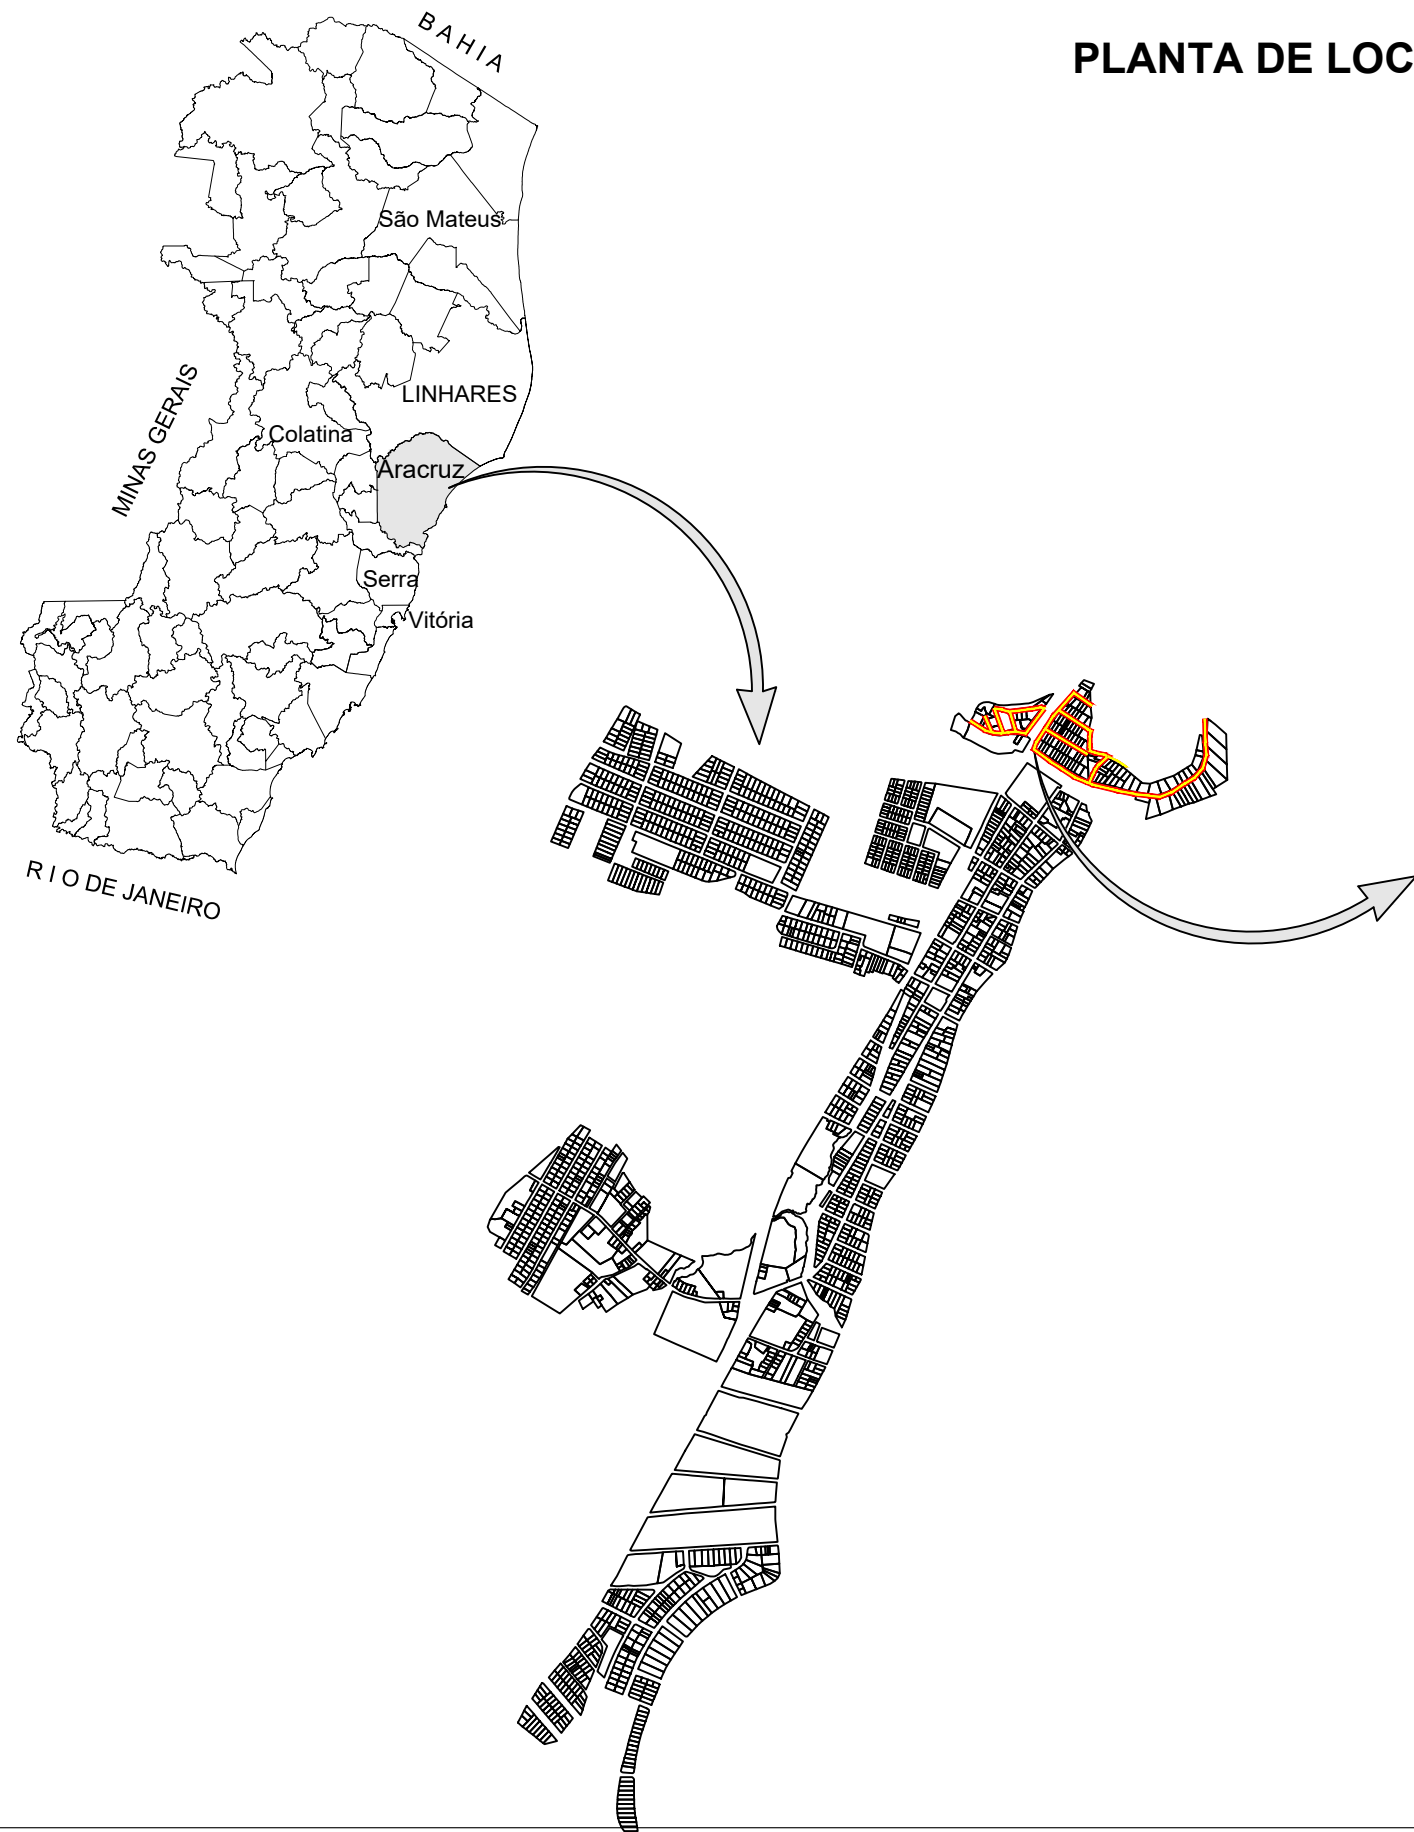 BAHIA
PLANTA DE LOC
São Mateus
LINHARES
MINAS GERAIS
Colatina
Aracruz
Serra
Vitória
RIO DE JANEIRO